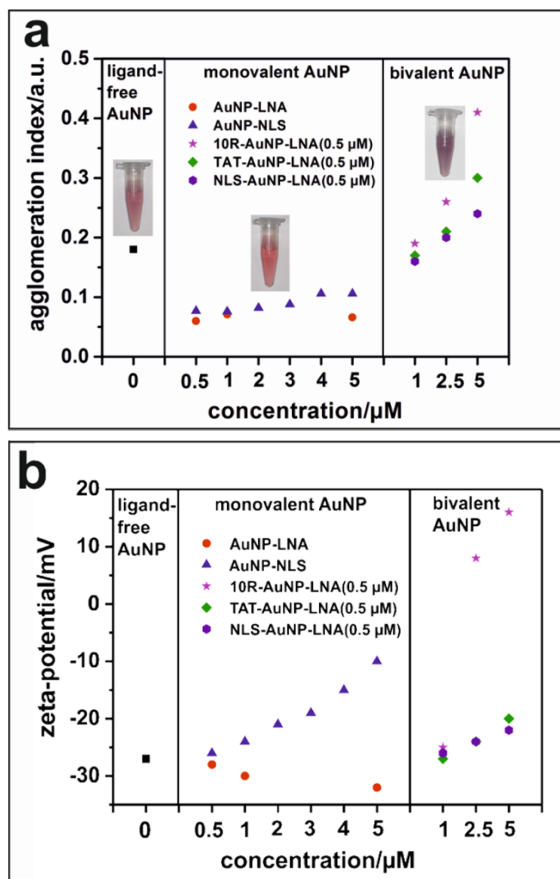 a
ligand-
free
AuNP
monovalent AuNP
bivalent AuNP
AuNP-LNA
AuNP-NLS
10R-AuNP-LNA(0.5 µM)
TAT-AuNP-LNA(0.5 µM)
NLS-AuNP-LNA(0.5 µM)
agglomeration index/a.u.
0.5
0.4
0.3
0.2
0.1
0.0
0 0.5 1 2 3 4 5 1 2.5 5
concentration/µM
b
ligand-
free
AuNP
monovalent AuNP
bivalent
AuNP
AuNP-LNA
AuNP-NLS
10R-AuNP-LNA(0.5 µM)
TAT-AuNP-LNA(0.5 µM)
NLS-AuNP-LNA(0.5 µM)
zeta-potential/mV
20
10
0
-10
-20
-30
0 0.5 1 2 3 4 5 1 2.5 5
concentration/µM